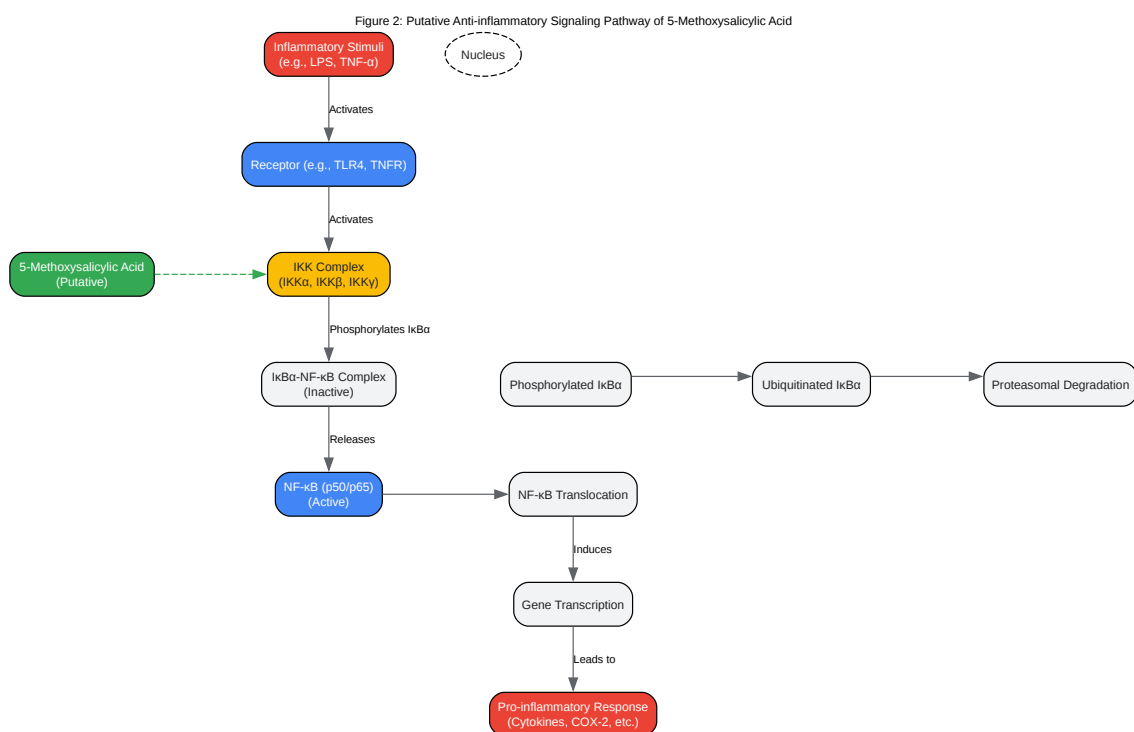 Figure 2: Putative Anti-inflammatory Signaling Pathway of 5-Methoxysalicylic Acid
Inflammatory Stimuli
(e.g., LPS, TNF-α)
Nucleus
Activates
Receptor (e.g., TLR4, TNFR)
Activates
5-Methoxysalicylic Acid
(Putative)
IKK Complex
(IKKα, IKKβ, IKKγ)
Phosphorylates IκBα
IκBα-NF-κB Complex
(Inactive)
Phosphorylated IκBα
Ubiquitinated IκBα
Proteasomal Degradation
Releases
NF-κB (p50/p65)
(Active)
NF-κB Translocation
Induces
Gene Transcription
Leads to
Pro-inflammatory Response
(Cytokines, COX-2, etc.)